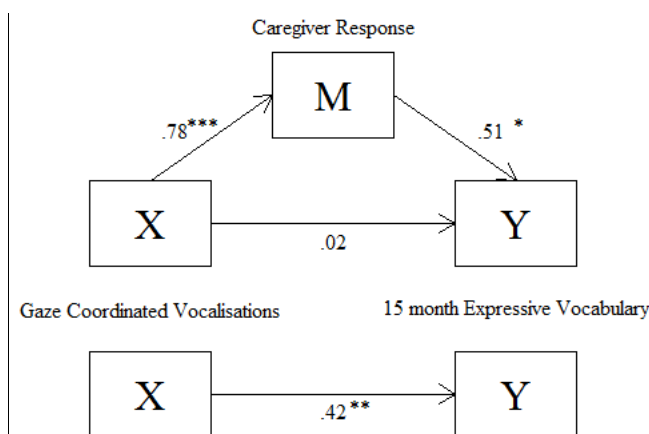 Caregiver Response
M
.78***
.51 *
X
Y
.02
Gaze Coordinated Vocalisations
15 month Expressive Vocabulary
X
Y
.42 **